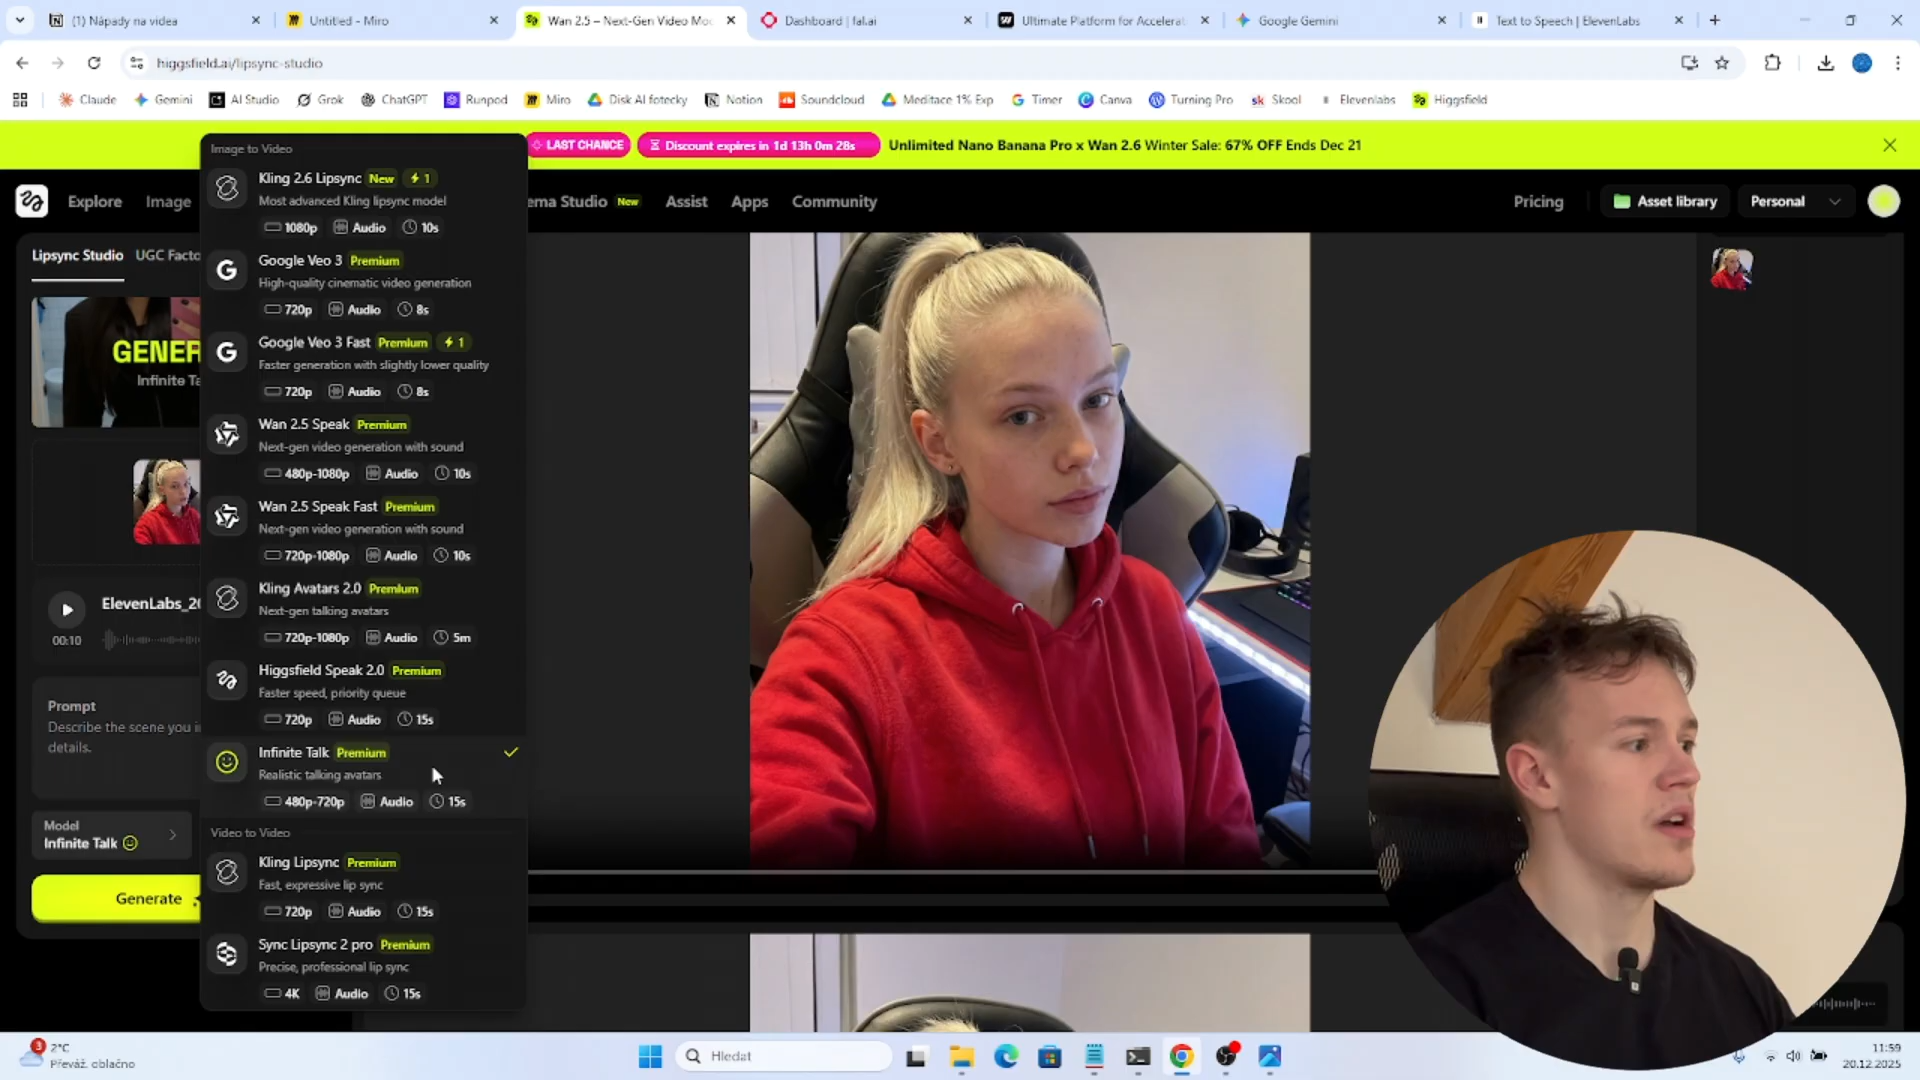 (1) Nápady na videa
Untitled - Miro
Wan 2.5 – Next-Gen Video Mo
Dashboard | fal.ai
Ultimate Platform for Accelerat
Google Gemini
Text to Speech | ElevenLabs
higgsfield.ai/lipsync-studio
Claude
Gemini
AI Studio
Grok
ChatGPT
Runpod
Miro
Disk AI fotecky
Notion
Soundcloud
Meditace 1% Exp
Timer
Canva
Turning Pro
Skool
Elevenlabs
Higgsfield
LAST CHANCE
Discount expires in 1d 13h 0m 28s
Unlimited Nano Banana Pro x Wan 2.6 Winter Sale: 67% OFF Ends Dec 21
Explore
Image
ema Studio New
Assist
Apps
Community
Pricing
Asset library
Personal
Lipsync Studio
UGC Facto
GENER
Infinite Ta
ElevenLabs_20
00:10
Prompt
Describe the scene you i
details.
Model
Infinite Talk
Generate
Image to Video
Kling 2.6 Lipsync New 1
Most advanced Kling lipsync model
1080p Audio 10s
Google Veo 3 Premium
High-quality cinematic video generation
720p Audio 8s
Google Veo 3 Fast Premium 1
Faster generation with slightly lower quality
720p Audio 8s
Wan 2.5 Speak Premium
Next-gen video generation with sound
480p-1080p Audio 10s
Wan 2.5 Speak Fast Premium
Next-gen video generation with sound
720p-1080p Audio 10s
Kling Avatars 2.0 Premium
Next-gen talking avatars
720p-1080p Audio 5m
Higgsfield Speak 2.0 Premium
Faster speed, priority queue
720p Audio 15s
Infinite Talk Premium
Realistic talking avatars
480p-720p Audio 15s
Video to Video
Kling Lipsync Premium
Fast, expressive lip sync
720p Audio 15s
Sync Lipsync 2 pro Premium
Precise, professional lip sync
4K Audio 15s
3
2°C
Převáž. oblačno
Hledat
11:59
20.12.2025